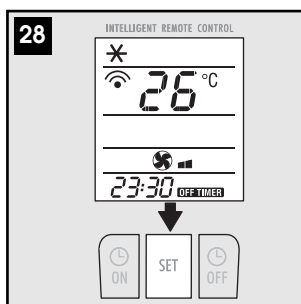 28
INTELLIGENT REMOTE CONTROL
26 °C
23:30 OFF TIMER
ON SET OFF